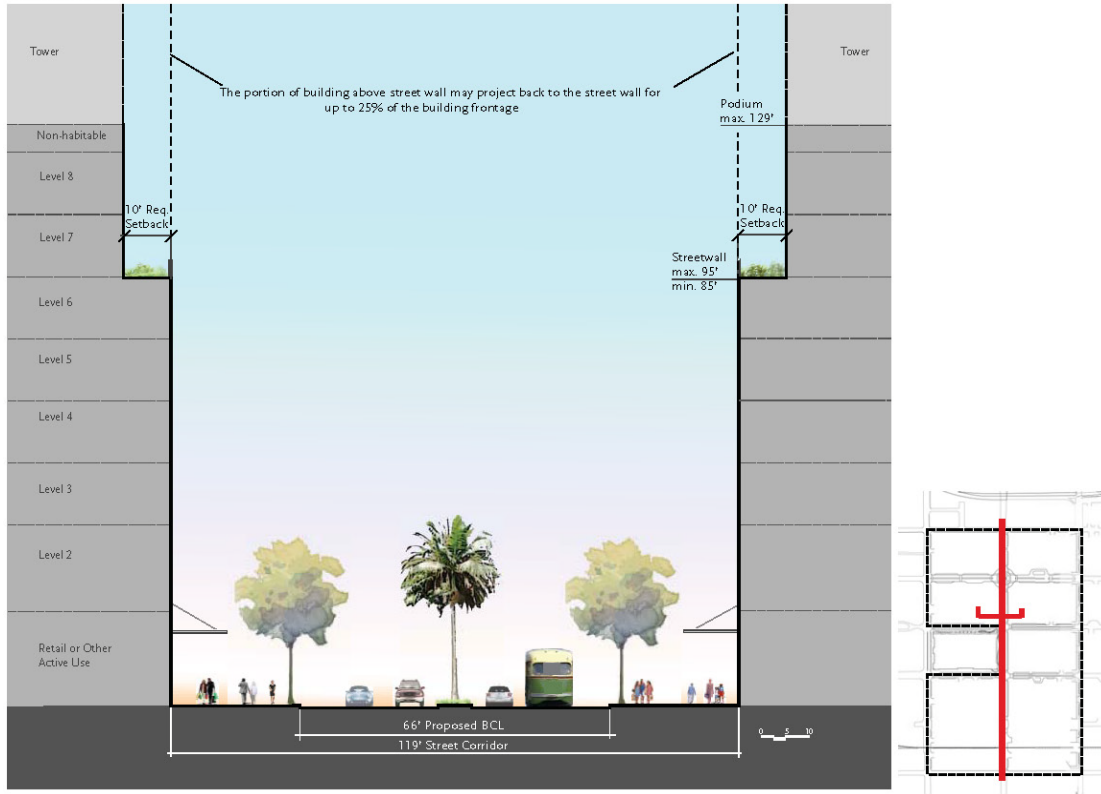 Tower
Tower
The portion of building above street wall may project back to the street wall for
up to 25% of the building frontage
Podium
max. 129'
Non-habitable
Level 8
10' Req.
Setback
10' Req.
Setback
Level 7
Streetwall
max. 95'
min. 85'
Level 6
Level 5
Level 4
Level 3
Level 2
Retail or Other
Active Use
66' Proposed BCL
119' Street Corridor
0 5 10